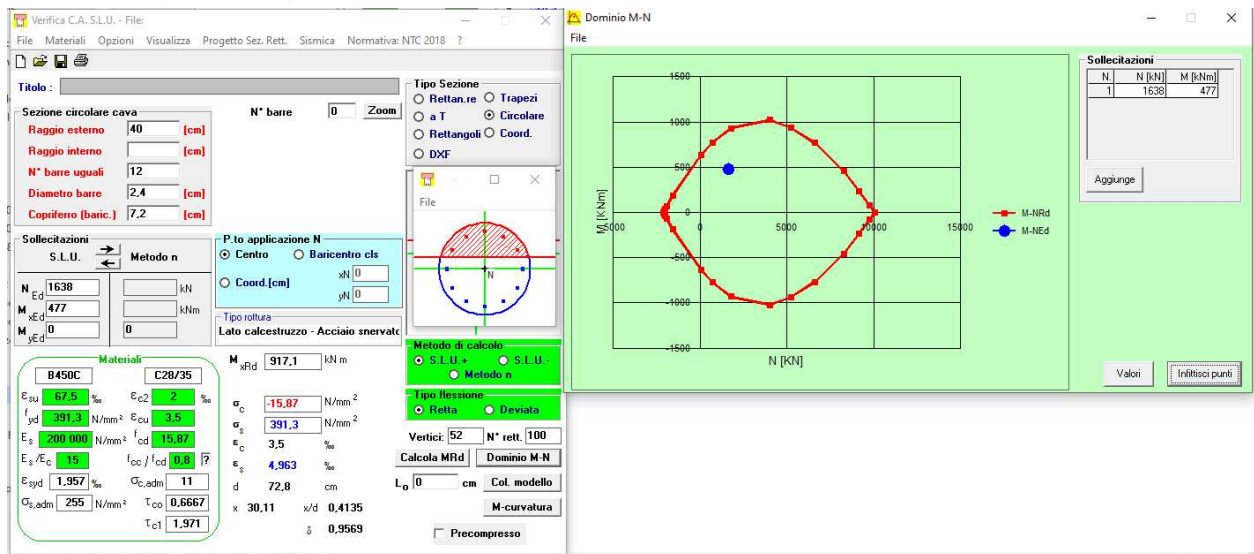 Verifica C.A. S.L.U. - File:
File Materiali Opzioni Visualizza Progetto Sez. Rett. Sismica Normativa: NTC 2018 ?
Titolo :
N° barre 0 Zoom
Sezione circolare cava
Raggio esterno 40 [cm]
Raggio interno [cm]
N° barre uguali 12
Diametro barre 2,4 [cm]
Copriferro (baric.) 7,2 [cm]
Tipo Sezione
Rettan.re Trapezi
a T Circolare
Rettangoli Coord.
DXF
File
N
Sollecitazioni
S.L.U. Metodo n
N Ed 1638 kN
M xEd 477 kNm
M yEd 0 0
P.to applicazione N
Centro Baricentro cls
Coord.[cm] xN 0
yN 0
Tipo rottura
Lato calcestruzzo - Acciaio snervato
Materiali
B450C C28/35
εsu 67,5 ‰ εc2 2 ‰
fyd 391,3 N/mm² εcu 3,5
Es 200 000 N/mm² fcd 15,87
Es/Ec 15 fcc / fcd 0,8 ?
εsyd 1,957 ‰ σc,adm 11
σs,adm 255 N/mm² τco 0,6667
τc1 1,971
M xRd 917,1 kN m
σc -15,87 N/mm²
σs 391,3 N/mm²
εc 3,5 ‰
εs 4,963 ‰
d 72,8 cm
x 30,11 x/d 0,4135
δ 0,9569
Metodo di calcolo
S.L.U.+ S.L.U.-
Metodo n
Tipo flessione
Retta Deviata
Vertici: 52 N° rett. 100
Calcola MRd Dominio M-N
L₀ 0 cm Col. modello
M-curvatura
Precompresso
Dominio M-N
File
1500
1000
500
0
-500
-1000
-1500
M [KNm]
5000 0 5000 10000 15000
N [KN]
M-NRd
M-NEd
Sollecitazioni
N. N [kN] M [kNm]
1 1638 477
Aggiunge
Valori Infittisci punti